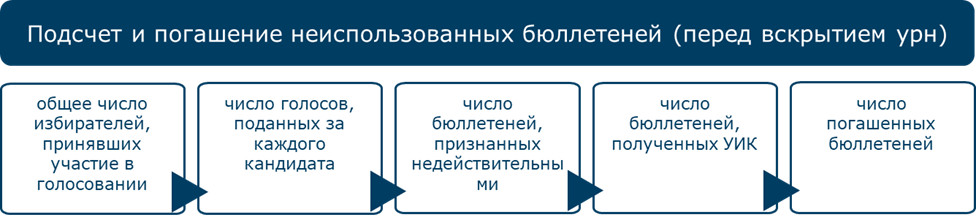 Подсчет и погашение неиспользованных бюллетеней (перед вскрытием урн)
общее число
избирателей,
принявших
участие в
голосовании
число голосов,
поданных за
каждого
кандидата
число
бюллетеней,
признанных
недействительны
ми
число
бюллетеней,
полученных УИК
число
погашенных
бюллетеней